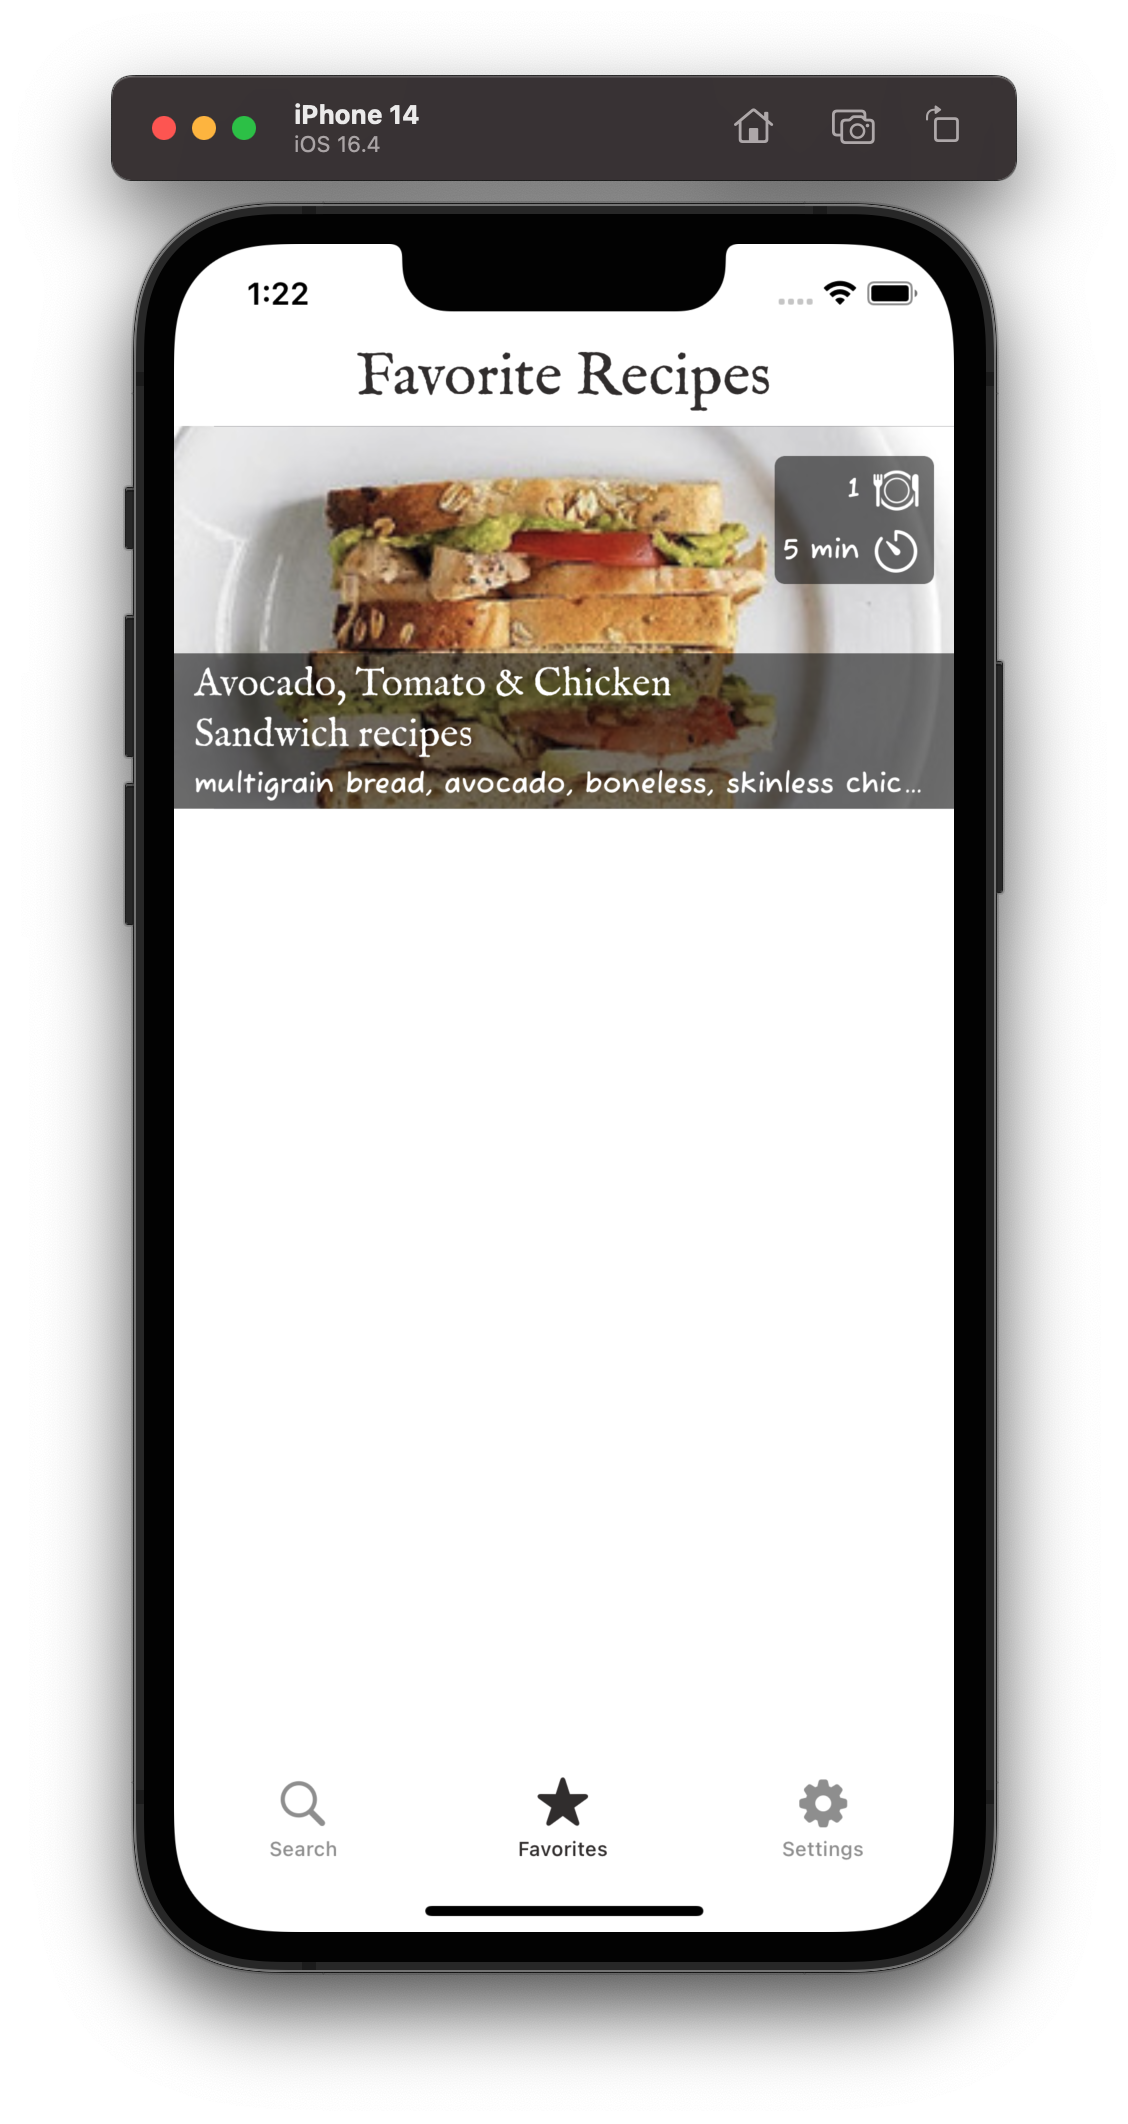 iPhone 14
iOS 16.4
1:22
Favorite Recipes
1
5 min
Avocado, Tomato & Chicken
Sandwich recipes
multigrain bread, avocado, boneless, skinless chic...
Search
Favorites
Settings